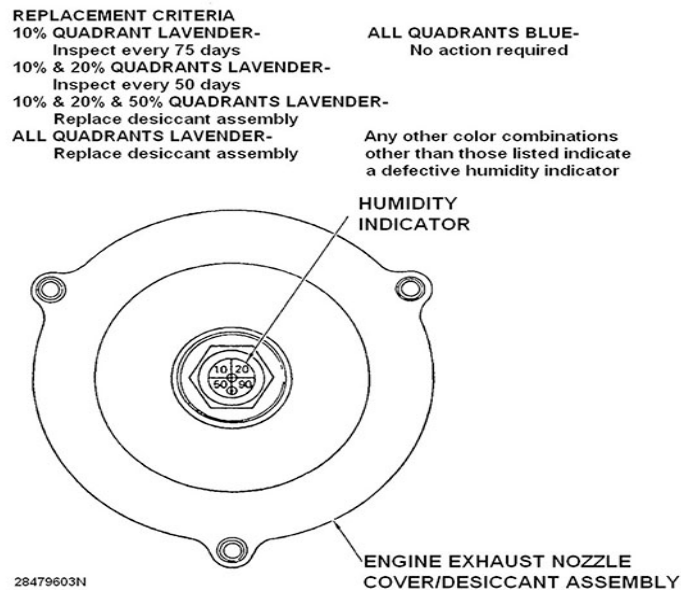 REPLACEMENT CRITERIA
10% QUADRANT LAVENDER-
Inspect every 75 days
10% & 20% QUADRANTS LAVENDER-
Inspect every 50 days
10% & 20% & 50% QUADRANTS LAVENDER-
Replace desiccant assembly
ALL QUADRANTS LAVENDER-
Replace desiccant assembly
ALL QUADRANTS BLUE-
No action required
Any other color combinations
other than those listed indicate
a defective humidity indicator
HUMIDITY
INDICATOR
10 20
50 90
ENGINE EXHAUST NOZZLE
COVER/DESICCANT ASSEMBLY
28479603N